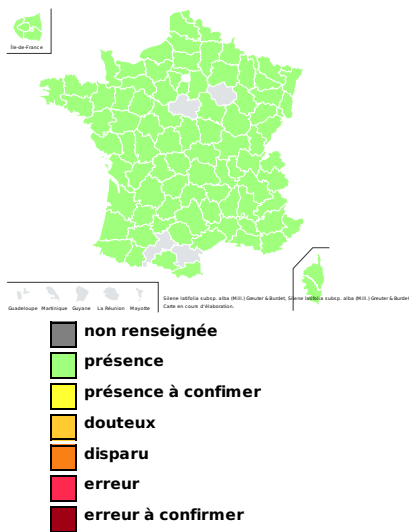 Île-de-France
Guadeloupe Martinique Guyane La Réunion Mayotte
Silene latifolia subsp. alba (Mill.) Greuter & Burdet, Silene latifolia subsp. alba (Mill.) Greuter & Burdet
Carte en cours d'élaboration.
non renseignée
présence
présence à confimer
douteux
disparu
erreur
erreur à confirmer